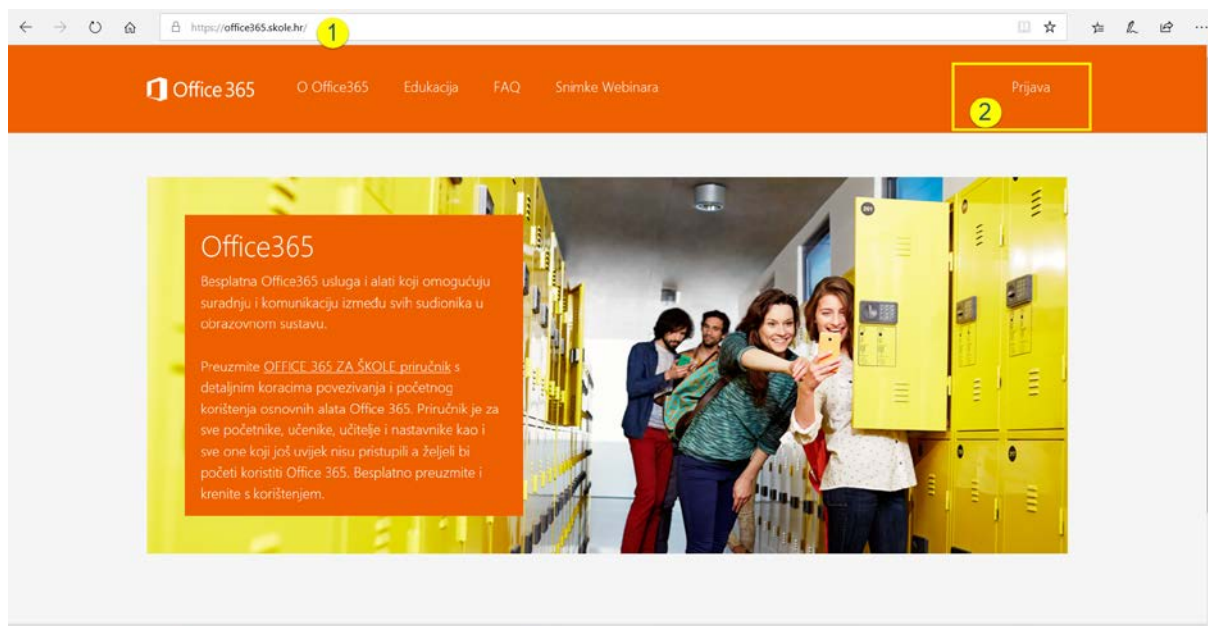 https://office365.skole.hr/
1
Office 365
O Office365
Edukacija
FAQ
Snimke Webinara
Prijava
2
Office365
Besplatna Office365 usluga i alati koji omogućuju
suradnju i komunikaciju između svih sudionika u
obrazovnom sustavu.
Preuzmite OFFICE 365 ZA ŠKOLE priručnik s
detaljnim koracima povezivanja i početnog
korištenja osnovnih alata Office 365. Priručnik je za
sve početnike, učenike, učitelje i nastavnike kao i
sve one koji još uvijek nisu pristupili a željeli bi
početi koristiti Office 365. Besplatno preuzmite i
krenite s korištenjem.